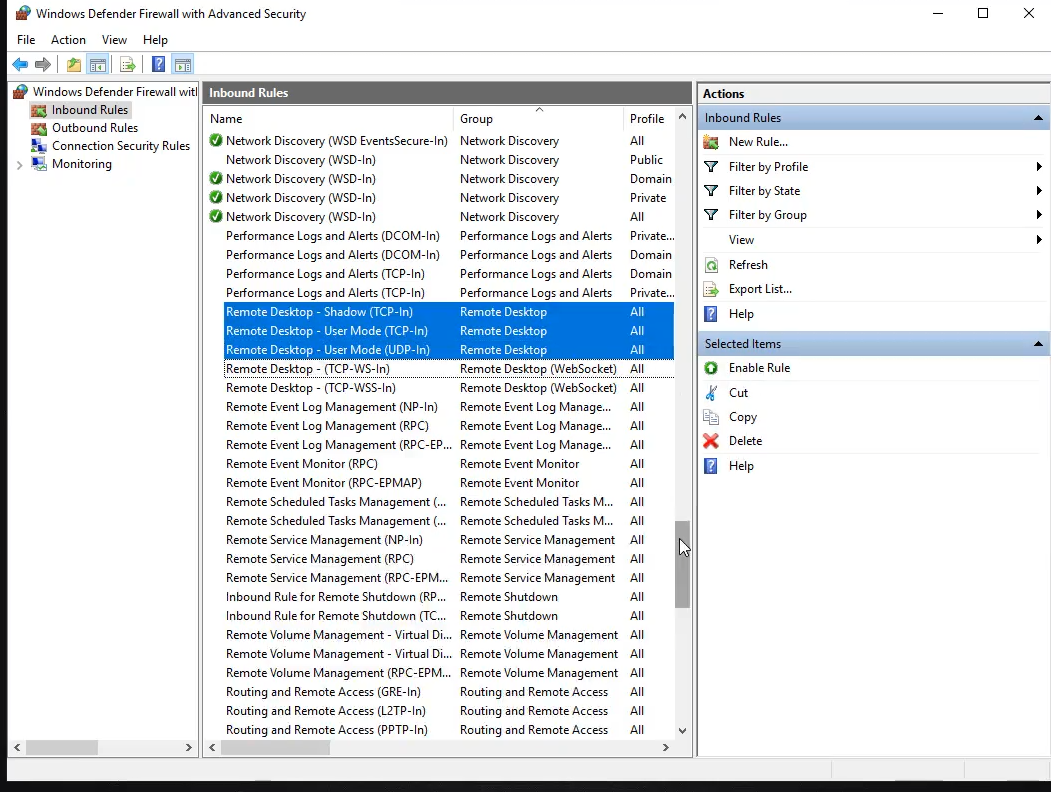 Windows Defender Firewall with Advanced Security
File Action View Help
Windows Defender Firewall wit
Inbound Rules
Outbound Rules
Connection Security Rules
Monitoring
Inbound Rules
Name Group Profile
Network Discovery (WSD EventsSecure-In) Network Discovery All
Network Discovery (WSD-In) Network Discovery Public
Network Discovery (WSD-In) Network Discovery Domain
Network Discovery (WSD-In) Network Discovery Private
Network Discovery (WSD-In) Network Discovery All
Performance Logs and Alerts (DCOM-In) Performance Logs and Alerts Private...
Performance Logs and Alerts (DCOM-In) Performance Logs and Alerts Domain
Performance Logs and Alerts (TCP-In) Performance Logs and Alerts Domain
Performance Logs and Alerts (TCP-In) Performance Logs and Alerts Private...
Remote Desktop - Shadow (TCP-In) Remote Desktop All
Remote Desktop - User Mode (TCP-In) Remote Desktop All
Remote Desktop - User Mode (UDP-In) Remote Desktop All
Remote Desktop - (TCP-WS-In) Remote Desktop (WebSocket) All
Remote Desktop - (TCP-WSS-In) Remote Desktop (WebSocket) All
Remote Event Log Management (NP-In) Remote Event Log Manage... All
Remote Event Log Management (RPC) Remote Event Log Manage... All
Remote Event Log Management (RPC-EP... Remote Event Log Manage... All
Remote Event Monitor (RPC) Remote Event Monitor All
Remote Event Monitor (RPC-EPMAP) Remote Event Monitor All
Remote Scheduled Tasks Management (... Remote Scheduled Tasks M... All
Remote Scheduled Tasks Management (... Remote Scheduled Tasks M... All
Remote Service Management (NP-In) Remote Service Management All
Remote Service Management (RPC) Remote Service Management All
Remote Service Management (RPC-EPM... Remote Service Management All
Inbound Rule for Remote Shutdown (RP... Remote Shutdown All
Inbound Rule for Remote Shutdown (TC... Remote Shutdown All
Remote Volume Management - Virtual Di... Remote Volume Management All
Remote Volume Management - Virtual Di... Remote Volume Management All
Remote Volume Management (RPC-EPM... Remote Volume Management All
Routing and Remote Access (GRE-In) Routing and Remote Access All
Routing and Remote Access (L2TP-In) Routing and Remote Access All
Routing and Remote Access (PPTP-In) Routing and Remote Access All
Actions
Inbound Rules
New Rule...
Filter by Profile
Filter by State
Filter by Group
View
Refresh
Export List...
Help
Selected Items
Enable Rule
Cut
Copy
Delete
Help